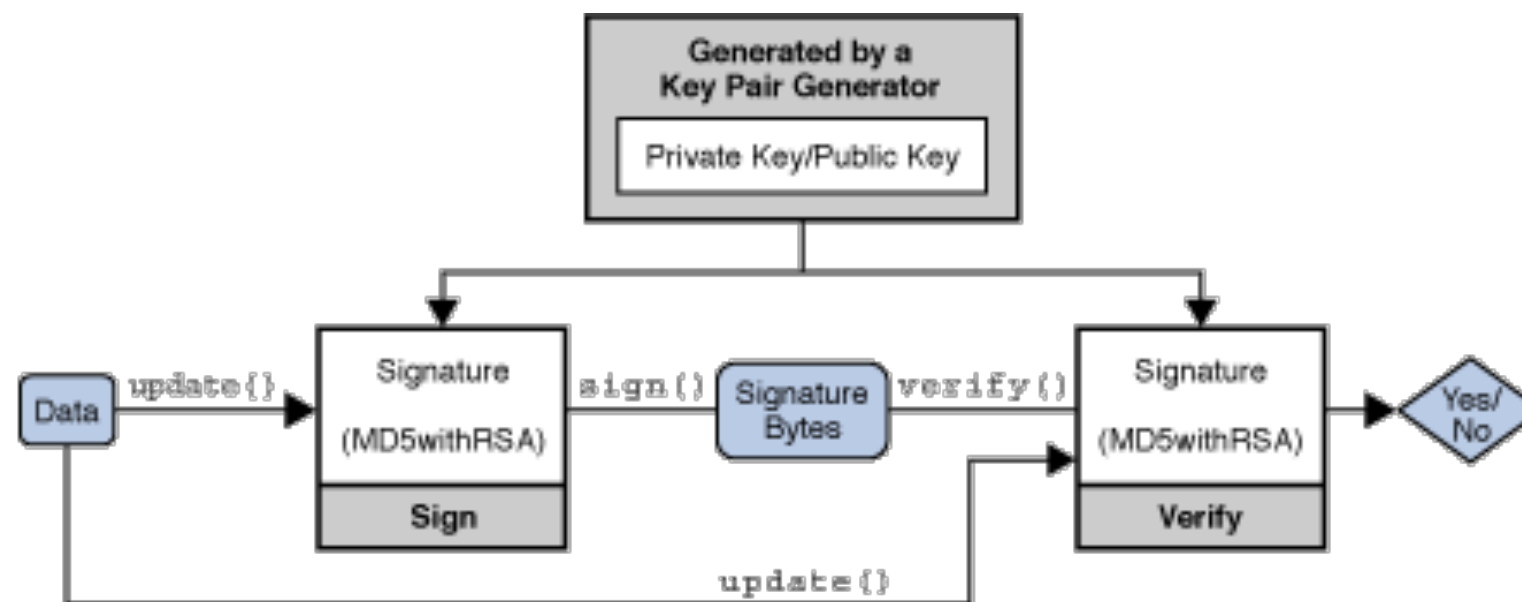 Generated by a
Key Pair Generator
Private Key/Public Key
Data
update{}
Signature
(MD5withRSA)
Sign
sign()
Signature
Bytes
verify()
Signature
(MD5withRSA)
Verify
Yes/
No
update{}